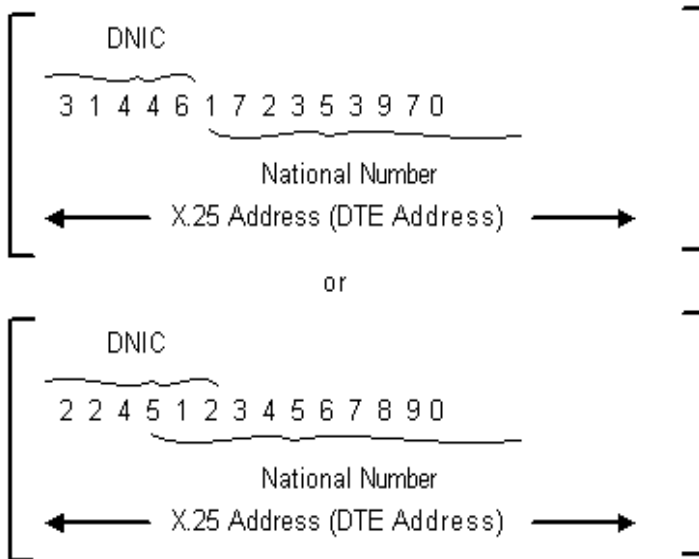 DNIC
3 1 4 4 6 1 7 2 3 5 3 9 7 0
National Number
X.25 Address (DTE Address)
or
DNIC
2 2 4 5 1 2 3 4 5 6 7 8 9 0
National Number
X.25 Address (DTE Address)